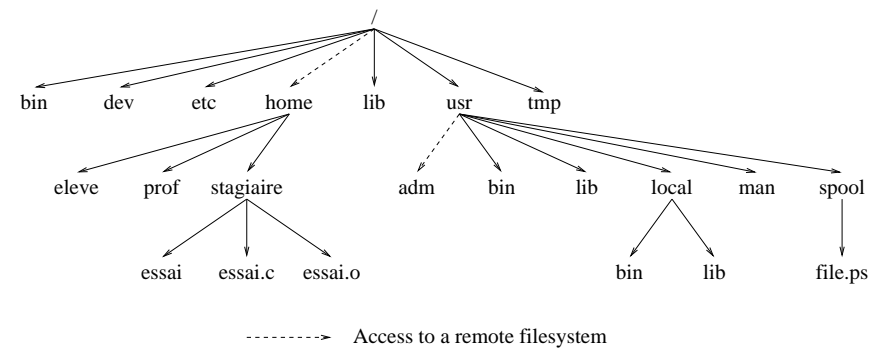 /
bin dev etc home lib usr tmp
eleve prof stagiaire adm bin lib local man spool
essai essai.c essai.o bin lib file.ps
Access to a remote filesystem